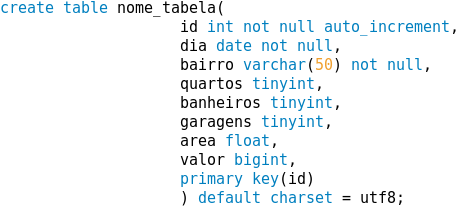 create table nome_tabela(
id int not null auto_increment,
dia date not null,
bairro varchar(50) not null,
quartos tinyint,
banheiros tinyint,
garagens tinyint,
area float,
valor bigint,
primary key(id)
) default charset = utf8;